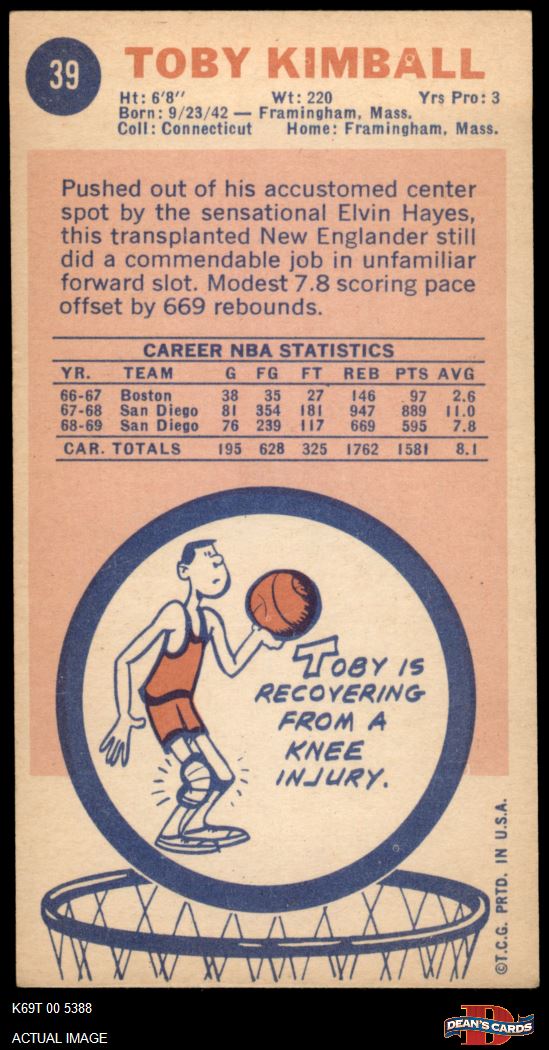 39
TOBY KIMBALL
Ht: 6'8'' Wt: 220 Yrs Pro: 3
Born: 9/23/42 — Framingham, Mass.
Coll: Connecticut Home: Framingham, Mass.
Pushed out of his accustomed center
spot by the sensational Elvin Hayes,
this transplanted New Englander still
did a commendable job in unfamiliar
forward slot. Modest 7.8 scoring pace
offset by 669 rebounds.
CAREER NBA STATISTICS
YR. TEAM G FG FT REB PTS AVG
66-67 Boston 38 35 27 146 97 2.6
67-68 San Diego 81 354 181 947 889 11.0
68-69 San Diego 76 239 117 669 595 7.8
CAR. TOTALS 195 628 325 1762 1581 8.1
TOBY IS
RECOVERING
FROM A
KNEE
INJURY.
©T.C.G. PRTD. IN U.S.A.
K69T 00 5388
ACTUAL IMAGE
D
DEAN'S CARDS